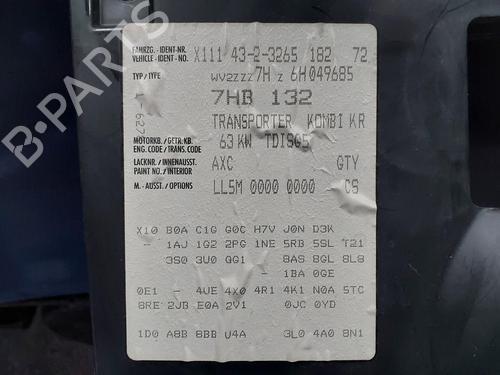 FAHRZG.-IDENT-NR.
VEHICLE-IDENT-NO.
X111 43-2-3265 182 72
TYP/TYPE
WV2ZZZ7H Z 6H049685
7HB 132
TRANSPORTER KOMBI KR
MOTORKB./GETR.KB.
ENG. CODE/TRANS. CODE
63 KW TDI5G5
LACKNR./INNENAUSST.
PAINT NO./INTERIOR
AXC GTY
M.-AUSST./OPTIONS
LL5M 0000 0000 CS
X10 B0A C1G G0C H7V J0N D3K
- 1AJ 1G2 2PG 1NE 5RB 5SL T21
3S0 3U0 GG1 8AS 8GL 8L8
- 1BA 0GE
0E1 - 4UE 4X0 4R1 4K1 N0A 5TC
8RE 2JB E0A 2V1 0JC 0YD
1D0 A8B 8BB U4A 3L0 4A0 8N1
B-PARTS